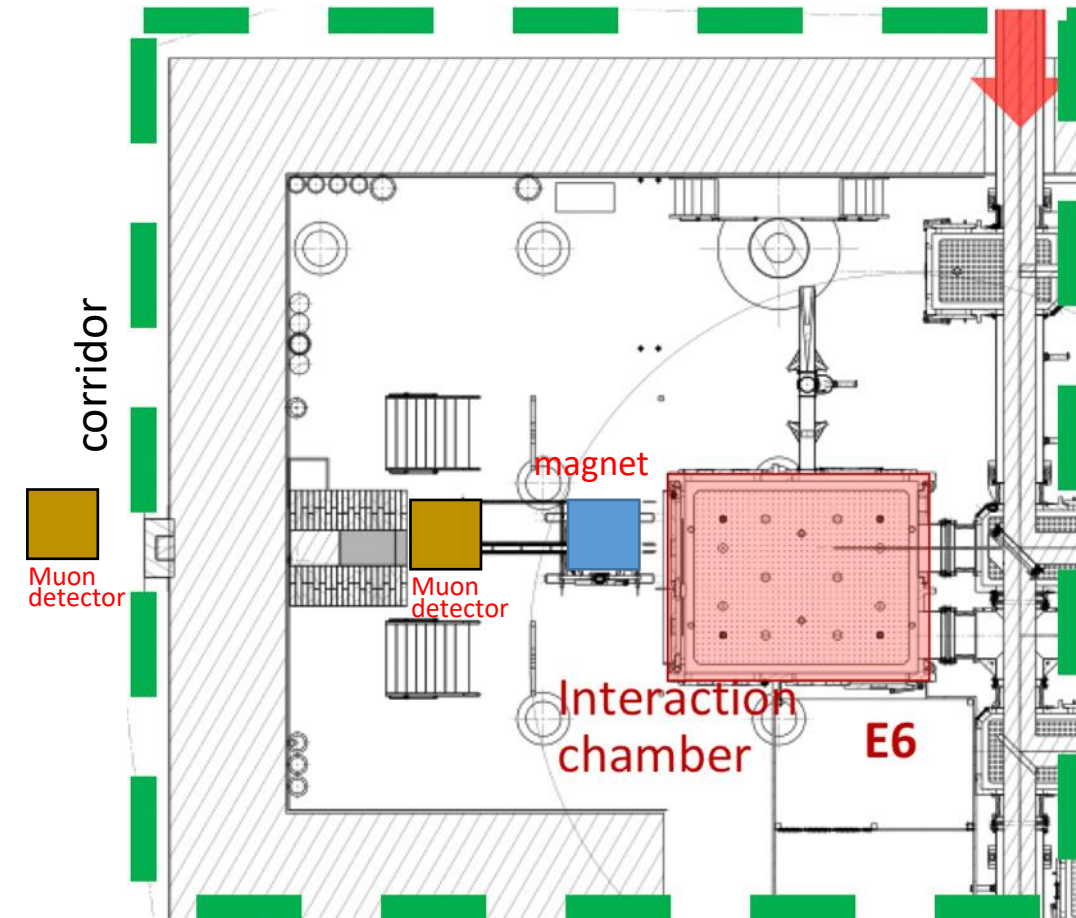 corridor
magnet
Muon
detector
Muon
detector
Interaction
chamber
E6